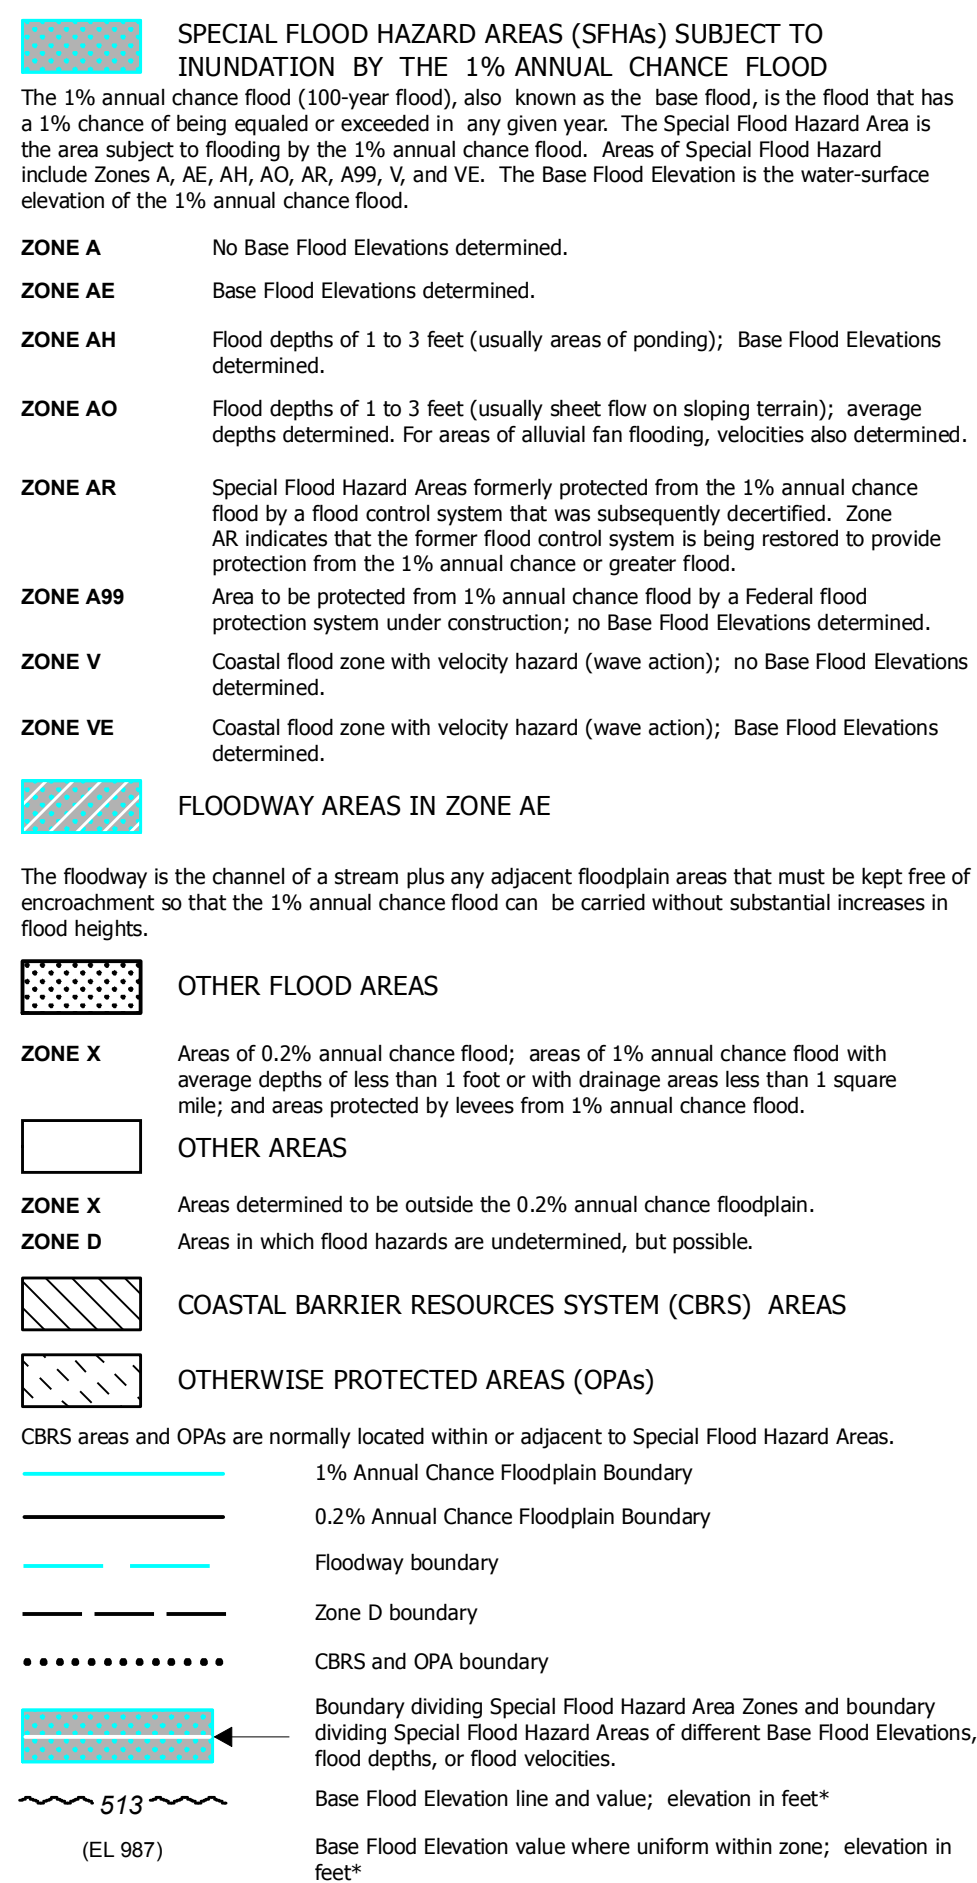 SPECIAL FLOOD HAZARD AREAS (SFHAs) SUBJECT TO
INUNDATION BY THE 1% ANNUAL CHANCE FLOOD
The 1% annual chance flood (100-year flood), also known as the base flood, is the flood that has
a 1% chance of being equaled or exceeded in any given year. The Special Flood Hazard Area is
the area subject to flooding by the 1% annual chance flood. Areas of Special Flood Hazard
include Zones A, AE, AH, AO, AR, A99, V, and VE. The Base Flood Elevation is the water-surface
elevation of the 1% annual chance flood.
ZONE A No Base Flood Elevations determined.
ZONE AE Base Flood Elevations determined.
ZONE AH Flood depths of 1 to 3 feet (usually areas of ponding); Base Flood Elevations
determined.
ZONE AO Flood depths of 1 to 3 feet (usually sheet flow on sloping terrain); average
depths determined. For areas of alluvial fan flooding, velocities also determined.
ZONE AR Special Flood Hazard Areas formerly protected from the 1% annual chance
flood by a flood control system that was subsequently decertified. Zone
AR indicates that the former flood control system is being restored to provide
protection from the 1% annual chance or greater flood.
ZONE A99 Area to be protected from 1% annual chance flood by a Federal flood
protection system under construction; no Base Flood Elevations determined.
ZONE V Coastal flood zone with velocity hazard (wave action); no Base Flood Elevations
determined.
ZONE VE Coastal flood zone with velocity hazard (wave action); Base Flood Elevations
determined.
FLOODWAY AREAS IN ZONE AE
The floodway is the channel of a stream plus any adjacent floodplain areas that must be kept free of
encroachment so that the 1% annual chance flood can be carried without substantial increases in
flood heights.
OTHER FLOOD AREAS
ZONE X Areas of 0.2% annual chance flood; areas of 1% annual chance flood with
average depths of less than 1 foot or with drainage areas less than 1 square
mile; and areas protected by levees from 1% annual chance flood.
OTHER AREAS
ZONE X Areas determined to be outside the 0.2% annual chance floodplain.
ZONE D Areas in which flood hazards are undetermined, but possible.
COASTAL BARRIER RESOURCES SYSTEM (CBRS) AREAS
OTHERWISE PROTECTED AREAS (OPAs)
CBRS areas and OPAs are normally located within or adjacent to Special Flood Hazard Areas.
1% Annual Chance Floodplain Boundary
0.2% Annual Chance Floodplain Boundary
Floodway boundary
Zone D boundary
CBRS and OPA boundary
Boundary dividing Special Flood Hazard Area Zones and boundary
dividing Special Flood Hazard Areas of different Base Flood Elevations,
flood depths, or flood velocities.
513 Base Flood Elevation line and value; elevation in feet*
(EL 987) Base Flood Elevation value where uniform within zone; elevation in
feet*